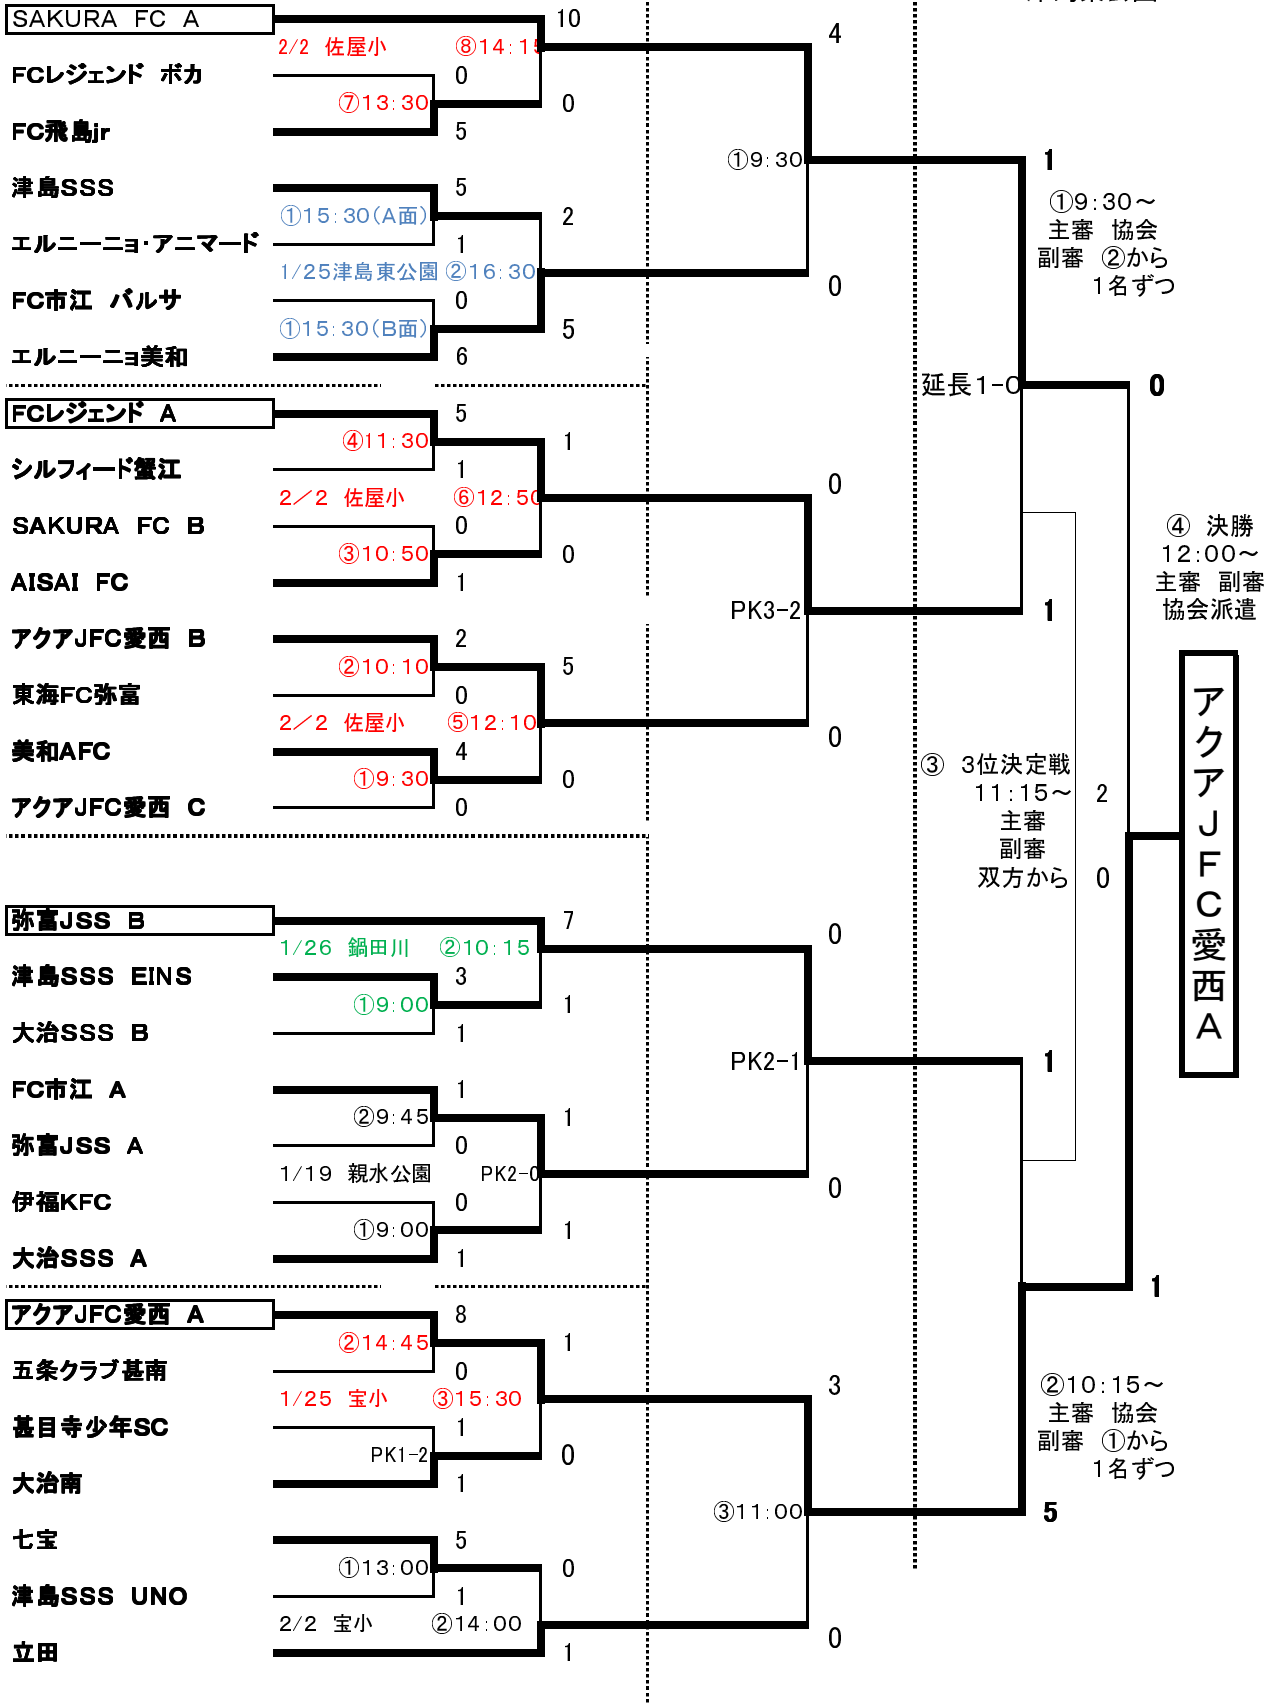 SAKURA FC A
10
4
2/2 佐屋小 ⑧14:15
FCレジェンド ボカ
0
⑦13:30
0
FC飛島jr
5
①9:30
1
津島SSS
5
①15:30(A面)
2
エルニーニョ・アニマード
1
1/25津島東公園 ②16:30
0
FC市江 バルサ
0
①15:30(B面)
5
エルニーニョ美和
6
①9:30～
主審 協会
副審 ②から
1名ずつ
延長1-0
0
FCレジェンド A
5
④11:30
1
シルフィード蟹江
1
2／2 佐屋小 ⑥12:50
0
SAKURA FC B
0
③10:50
0
AISAI FC
1
④ 決勝
12:00～
主審 副審
協会派遣
PK3-2
1
アクアJFC愛西 B
2
②10:10
5
東海FC弥富
0
2／2 佐屋小 ⑤12:10
0
美和AFC
4
①9:30
0
アクアJFC愛西 C
0
③ 3位決定戦
11:15～
主審
副審
双方から
2
0
アクアJFC愛西A
弥富JSS B
7
0
1/26 鍋田川 ②10:15
津島SSS EINS
3
①9:00
1
大治SSS B
1
PK2-1
1
FC市江 A
1
②9:45
1
弥富JSS A
0
1/19 親水公園 PK2-0
0
伊福KFC
0
①9:00
1
大治SSS A
1
1
アクアJFC愛西 A
8
②14:45
1
五条クラブ甚南
0
1/25 宝小 ③15:30
3
甚目寺少年SC
1
PK1-2
0
大治南
1
②10:15～
主審 協会
副審 ①から
1名ずつ
③11:00
5
七宝
5
①13:00
0
津島SSS UNO
1
2/2 宝小 ②14:00
0
立田
1